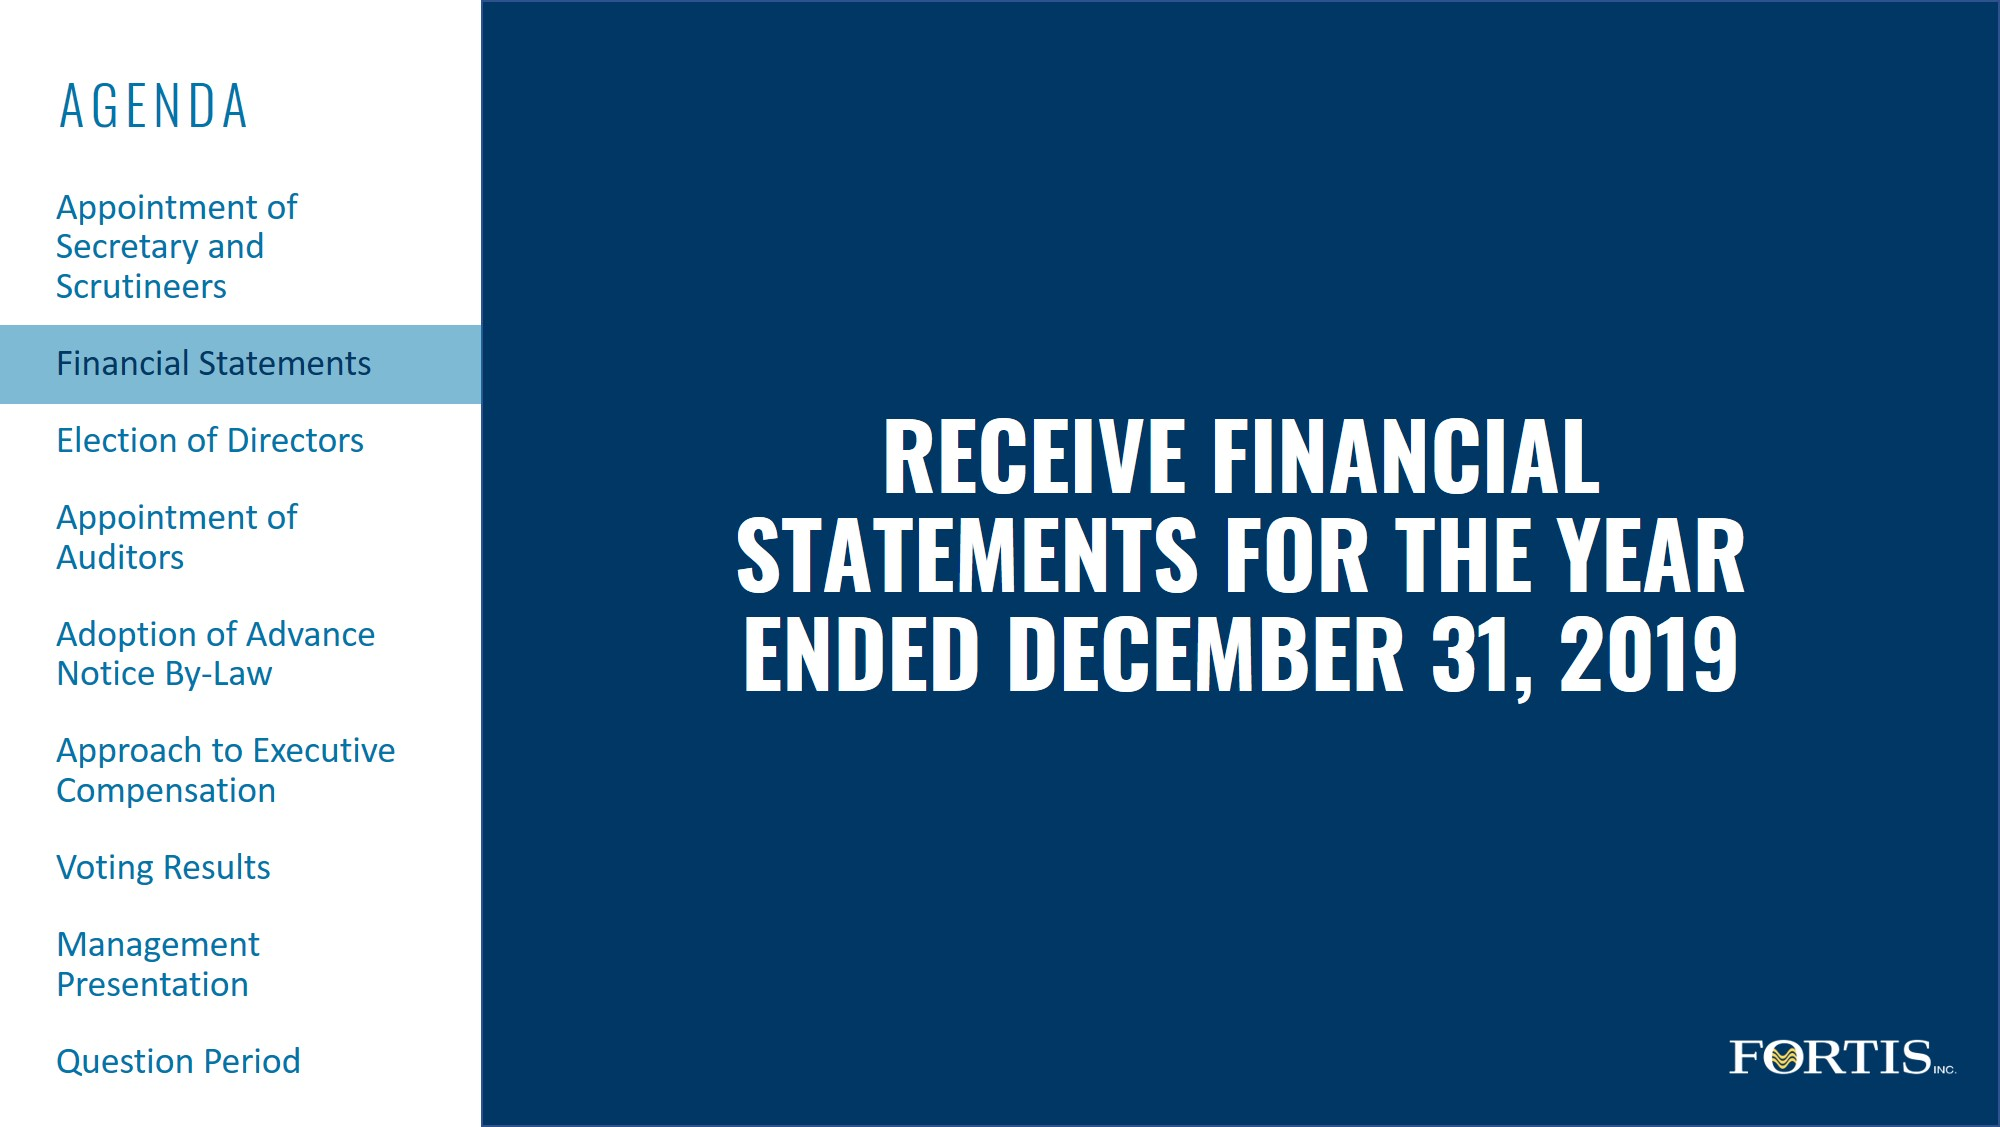 AGENDA
Appointment of
Secretary and
Scrutineers
Financial Statements
Election of Directors
Appointment of
Auditors
Adoption of Advance
Notice By-Law
Approach to Executive
Compensation
Voting Results
Management
Presentation
Question Period
RECEIVE FINANCIAL
STATEMENTS FOR THE YEAR
ENDED DECEMBER 31, 2019
FORTIS INC.